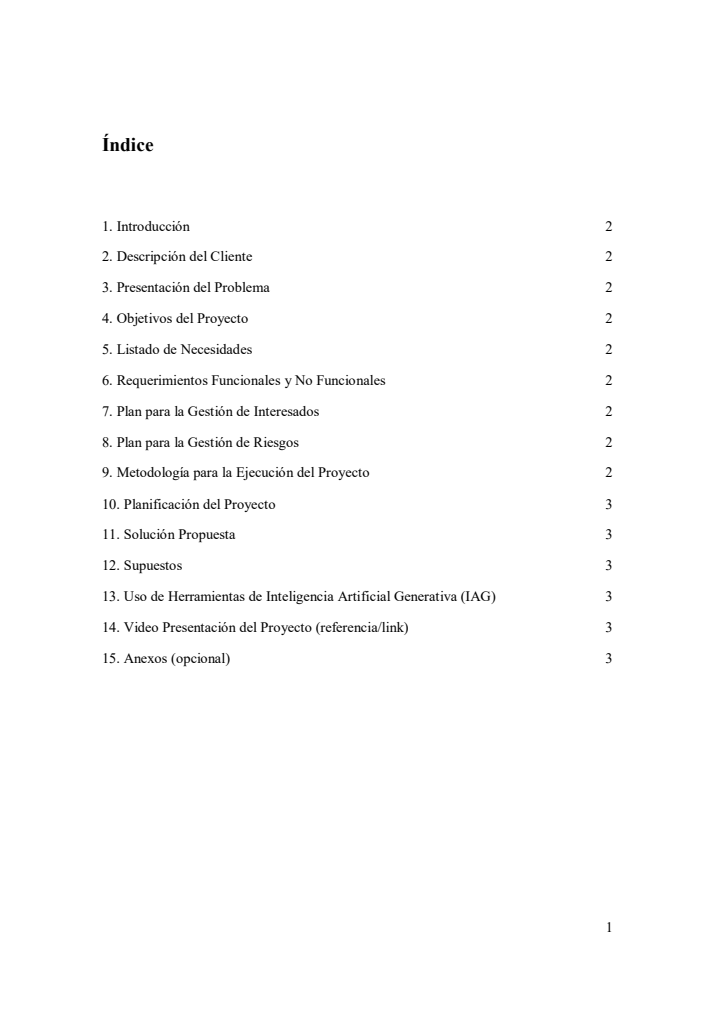 Índice
1. Introducción 2
2. Descripción del Cliente 2
3. Presentación del Problema 2
4. Objetivos del Proyecto 2
5. Listado de Necesidades 2
6. Requerimientos Funcionales y No Funcionales 2
7. Plan para la Gestión de Interesados 2
8. Plan para la Gestión de Riesgos 2
9. Metodología para la Ejecución del Proyecto 2
10. Planificación del Proyecto 3
11. Solución Propuesta 3
12. Supuestos 3
13. Uso de Herramientas de Inteligencia Artificial Generativa (IAG) 3
14. Video Presentación del Proyecto (referencia/link) 3
15. Anexos (opcional) 3
1